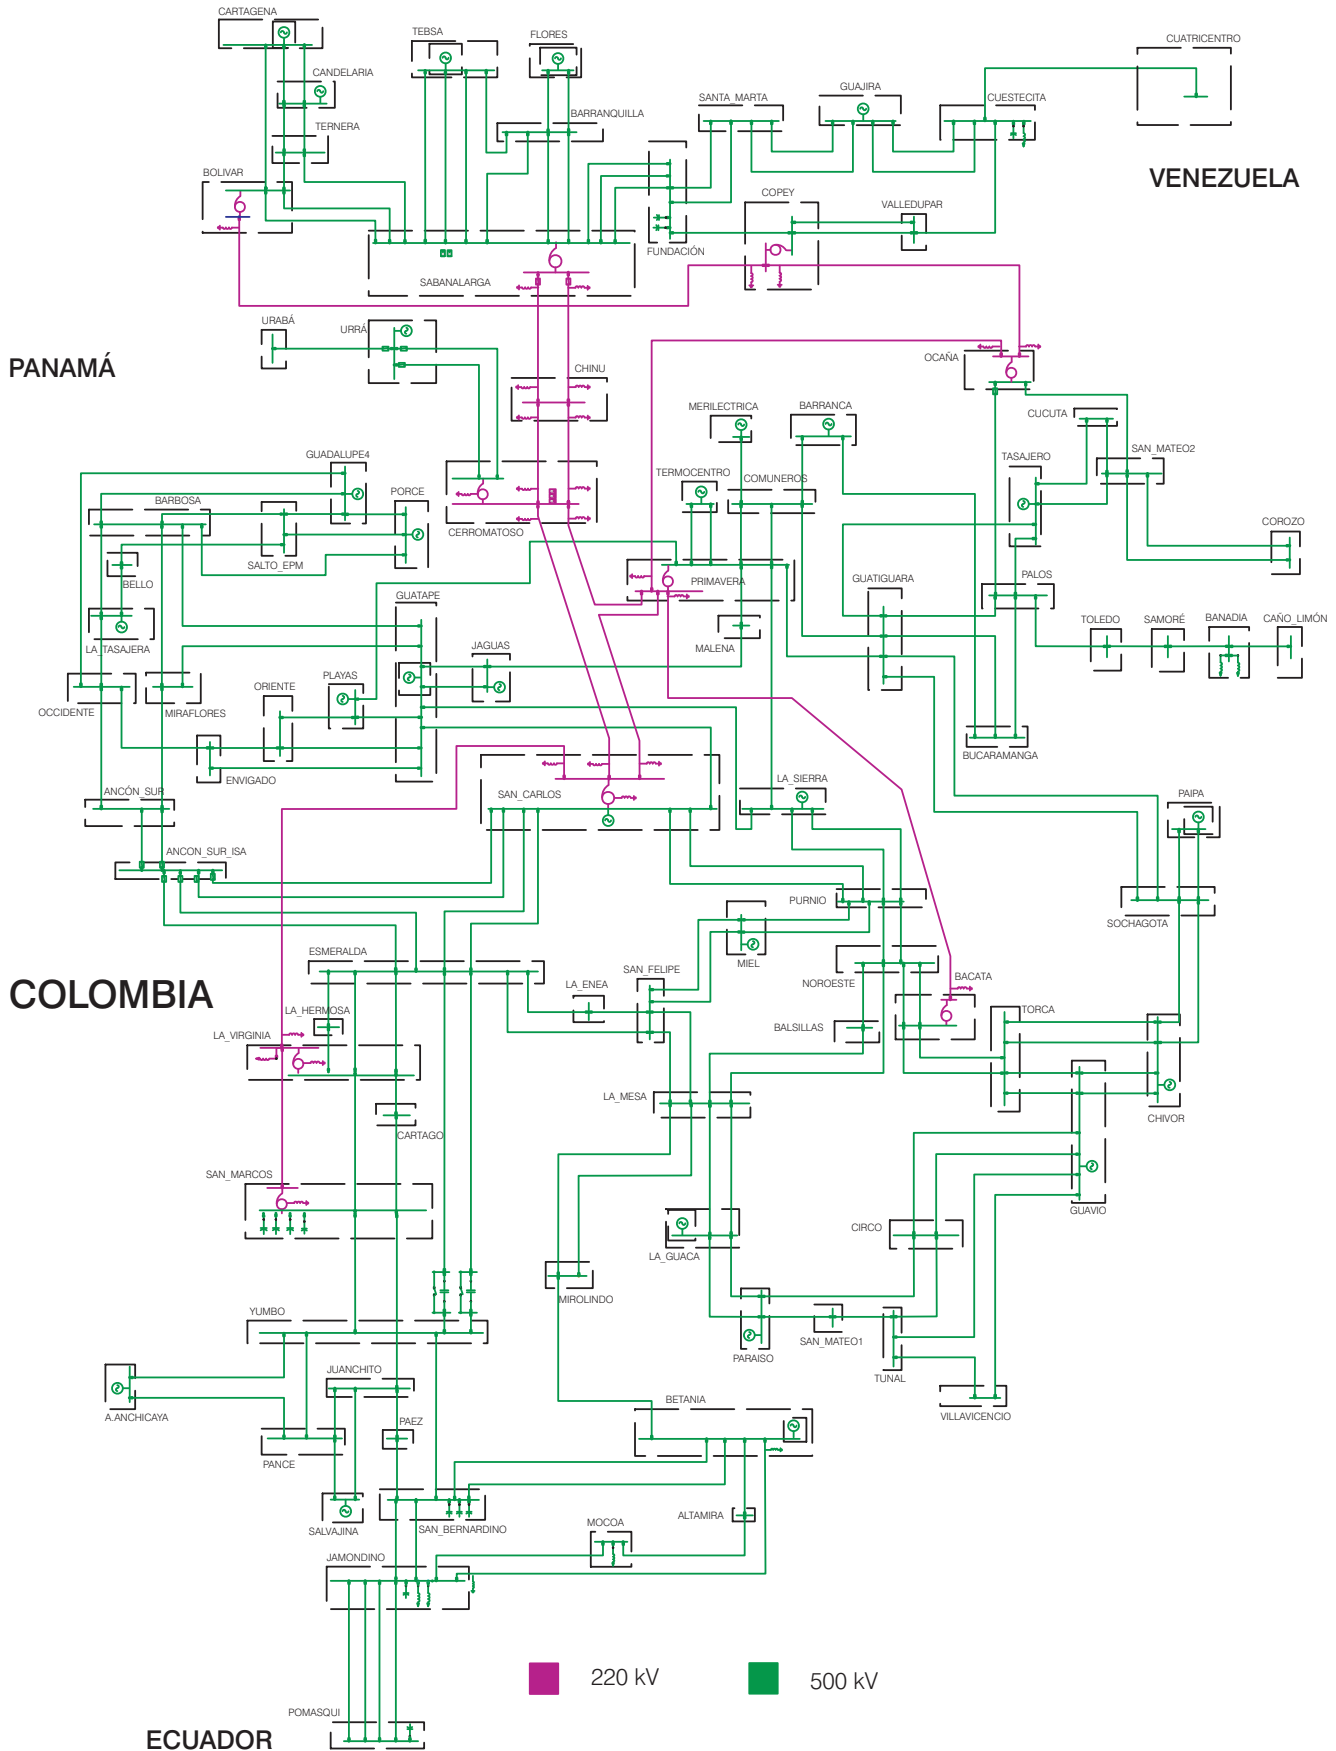 CARTAGENA
TEBSA
FLORES
CUATRICENTRO
CANDELARIA
GUAJIRA
SANTA_MARTA
CUESTECITA
BARRANQUILLA
TERNERA
BOLIVAR
VENEZUELA
COPEY
VALLEDUPAR
FUNDACIÓN
SABANALARGA
URABÁ
URRÁ
PANAMÁ
CHINU
OCAÑA
MERILECTRICA
BARRANCA
CUCUTA
SAN_MATEO2
GUADALUPE4
TASAJERO
TERMOCENTRO
COMUNEROS
PORCE
BARBOSA
COROZO
CERROMATOSO
SALTO_EPM
BELLO
PRIMAVERA
GUATIGUARA
PALOS
GUATAPE
LA_TASAJERA
MALENA
TOLEDO
SAMORÉ
BANADIA
CAÑO_LIMÓN
JAGUAS
PLAYAS
ORIENTE
OCCIDENTE
MIRAFLORES
BUCARAMANGA
ENVIGADO
ANCÓN_SUR
SAN_CARLOS
LA_SIERRA
PAIPA
ANCON_SUR_ISA
PURNIO
SOCHAGOTA
ESMERALDA
MIEL
SAN_FELIPE
LA_ENEA
NOROESTE
BACATA
COLOMBIA
LA_HERMOSA
TORCA
LA_VIRGINIA
BALSILLAS
LA_MESA
CHIVOR
CARTAGO
SAN_MARCOS
GUAVIO
CIRCO
LA_GUACA
MIROLINDO
YUMBO
SAN_MATEO1
PARAISO
TUNAL
JUANCHITO
A.ANCHICAYA
BETANIA
VILLAVICENCIO
PAEZ
PANCE
ALTAMIRA
SALVAJINA
SAN_BERNARDINO
MOCOA
JAMONDINO
220 kV
500 kV
POMASQUI
ECUADOR